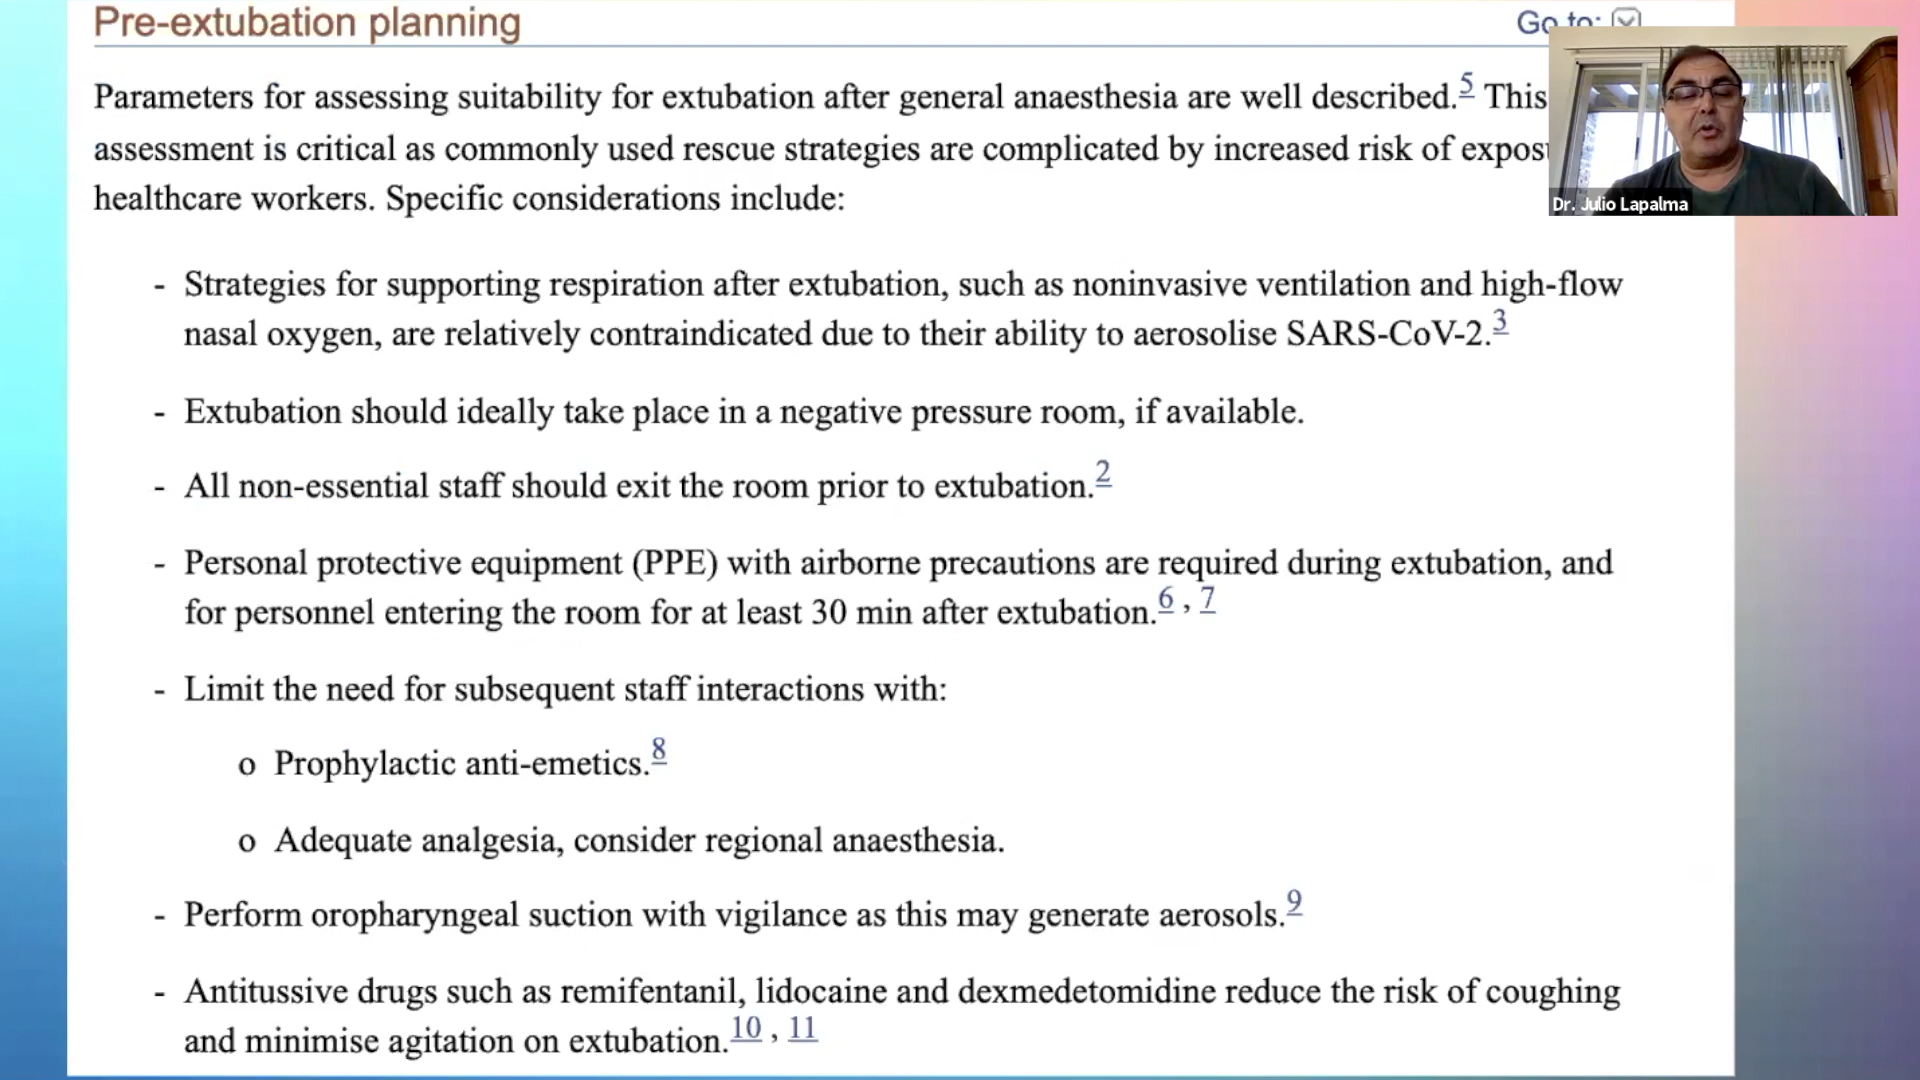 Pre-extubation planning
Go to:
Parameters for assessing suitability for extubation after general anaesthesia are well described.5 This
assessment is critical as commonly used rescue strategies are complicated by increased risk of
healthcare workers. Specific considerations include:
Dr. Julio Lapalma
- Strategies for supporting respiration after extubation, such as noninvasive ventilation and high-flow
nasal oxygen, are relatively contraindicated due to their ability to aerosolise SARS-CoV-2.3
- Extubation should ideally take place in a negative pressure room, if available.
- All non-essential staff should exit the room prior to extubation.2
- Personal protective equipment (PPE) with airborne precautions are required during extubation, and
for personnel entering the room for at least 30 min after extubation.6 , 7
- Limit the need for subsequent staff interactions with:
o Prophylactic anti-emetics.8
o Adequate analgesia, consider regional anaesthesia.
- Perform oropharyngeal suction with vigilance as this may generate aerosols.9
- Antitussive drugs such as remifentanil, lidocaine and dexmedetomidine reduce the risk of coughing
and minimise agitation on extubation.10 , 11